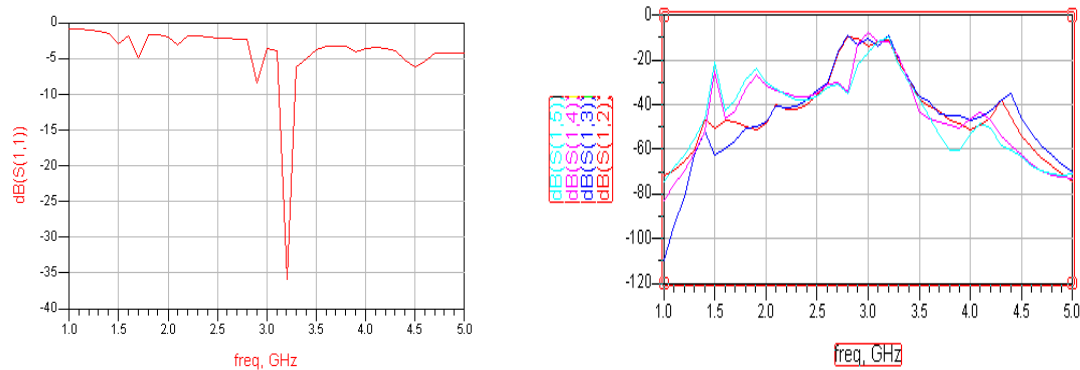 0
-5
-10
-15
-20
-25
-30
-35
-40
dB(S(1,1))
1.0 1.5 2.0 2.5 3.0 3.5 4.0 4.5 5.0
freq, GHz
0
-20
-40
-60
-80
-100
-120
dB(S(1,5))
dB(S(1,4))
dB(S(1,3))
dB(S(1,2))
1.0 1.5 2.0 2.5 3.0 3.5 4.0 4.5 5.0
freq, GHz